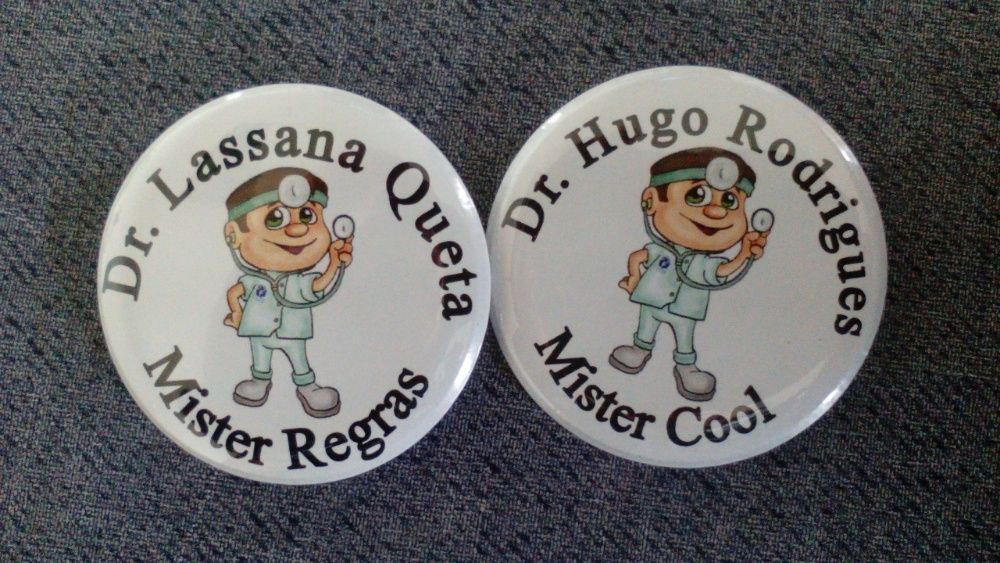 Dr. Lassana Queta
Mister Regras
Dr. Hugo Rodrigues
Mister Cool